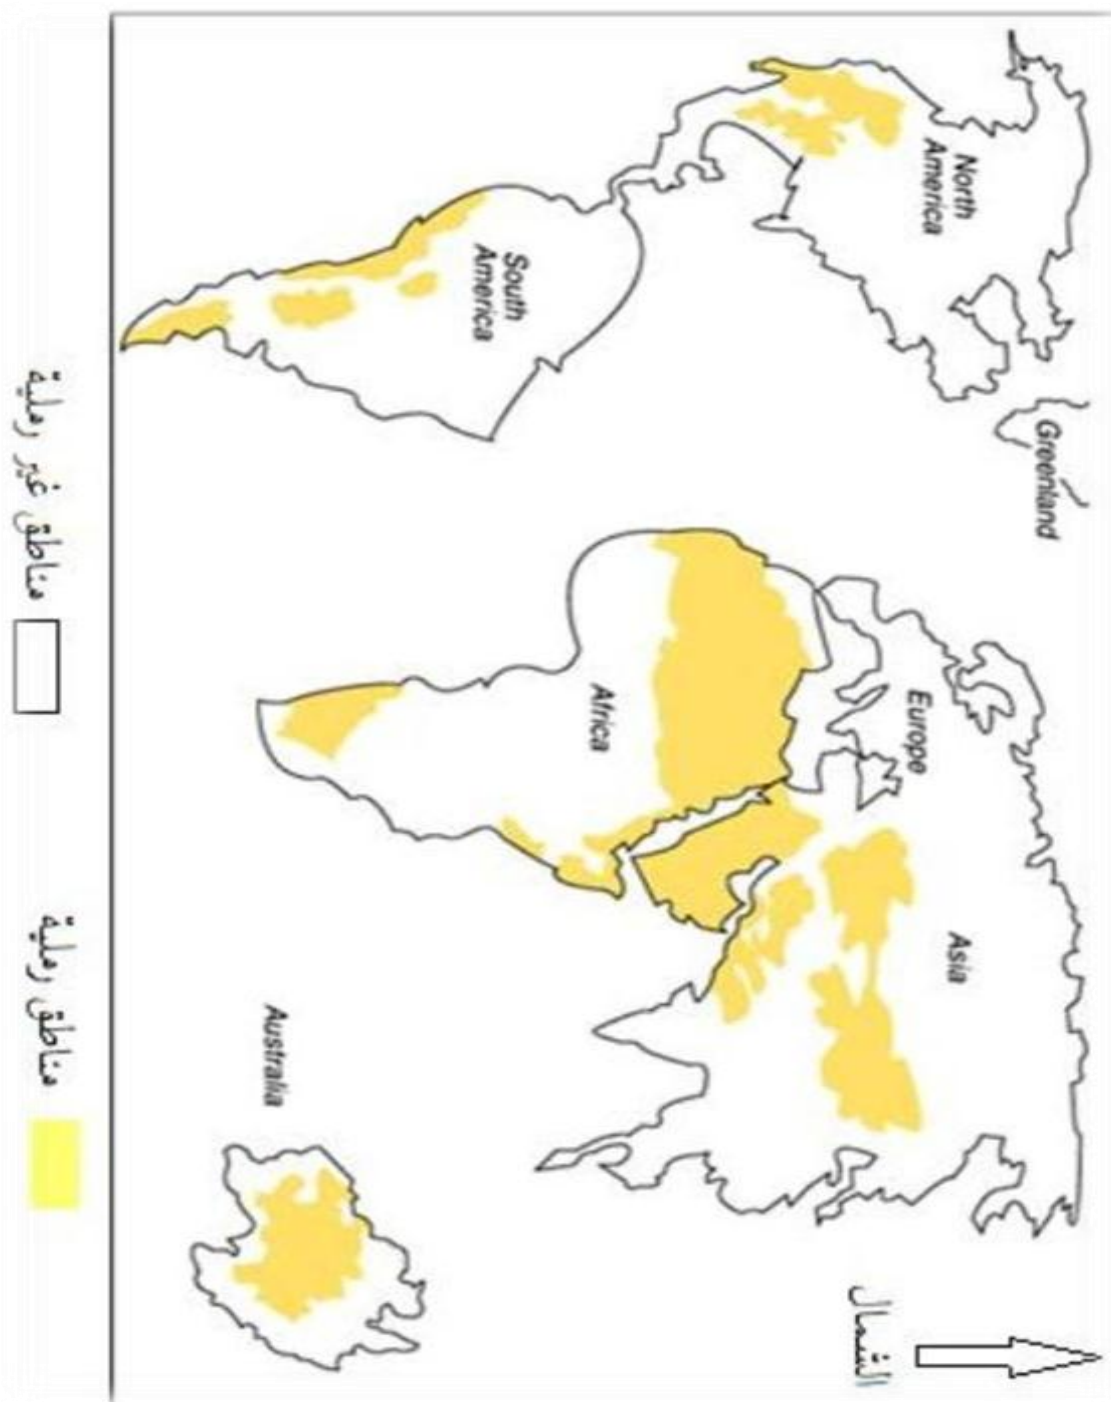 North
America
Greenland
Europe
Asia
South
America
Africa
Australia
الشمال
مناطق رملية
مناطق غير رملية